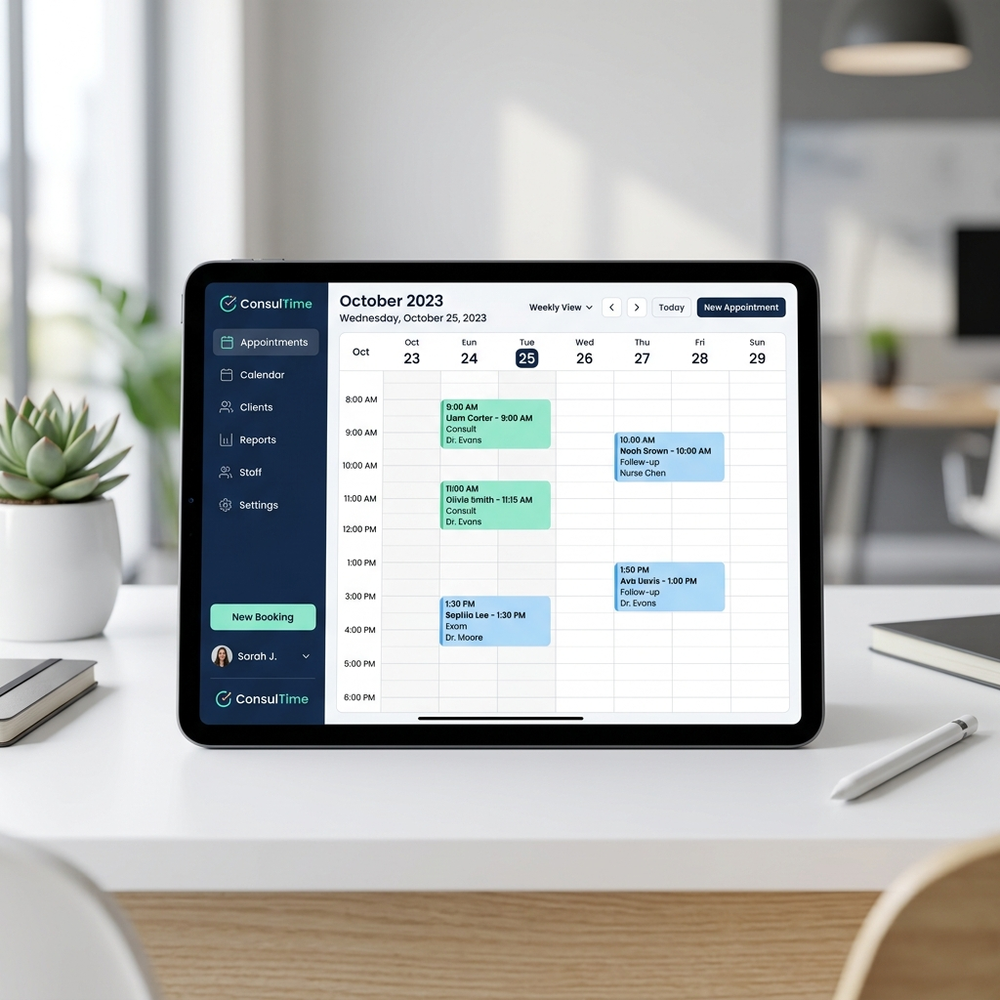 ConsulTime
Appointments
Calendar
Clients
Reports
Staff
Settings
New Booking
Sarah J.
ConsulTime
October 2023
Wednesday, October 25, 2023
Weekly View
Today
New Appointment
Oct
Oct
23
Eun
24
Tue
25
Wed
26
Thu
27
Fri
28
Sun
29
8:00 AM
9:00 AM
10:00 AM
11:00 AM
12:00 PM
1:00 PM
3:00 PM
4:00 PM
5:00 PM
6:00 PM
9:00 AM
Corter - 9:00 AM
Consult
Dr. Evans
11:00 AM
Olivia Smith - 11:15 AM
Consult
Dr. Evans
1:30 PM
Lee - 1:30 PM
Exom
Dr. Moore
10.00 AM
Nooh Srown - 10:00 AM
Follow-up
Nurse Chen
1:50 PM
- 1.00 PM
Follow-up
Dr. Evons